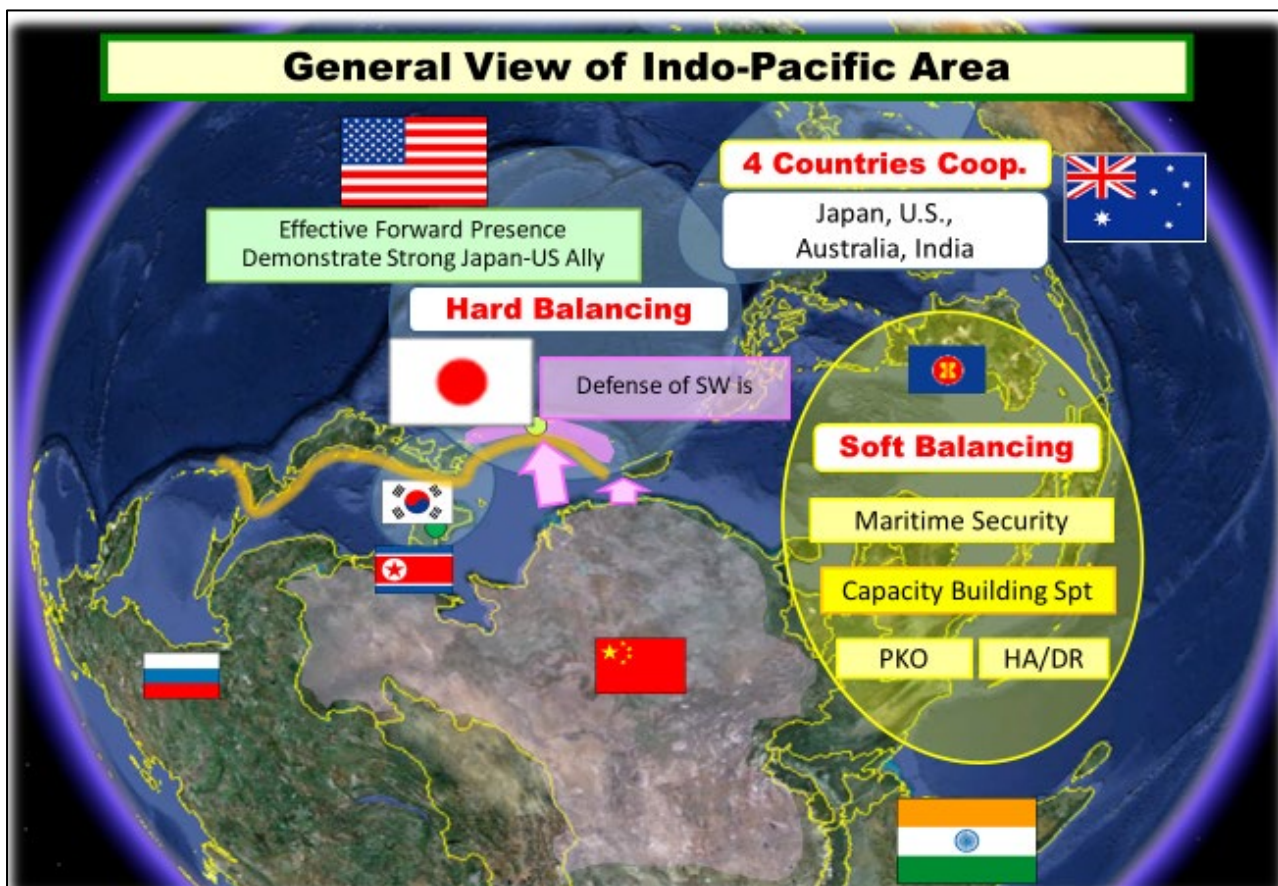 General View of Indo-Pacific Area
4 Countries Coop.
Japan, U.S.,
Australia, India
Effective Forward Presence
Demonstrate Strong Japan-US Ally
Hard Balancing
Defense of SW is
Soft Balancing
Maritime Security
Capacity Building Spt
PKO
HA/DR